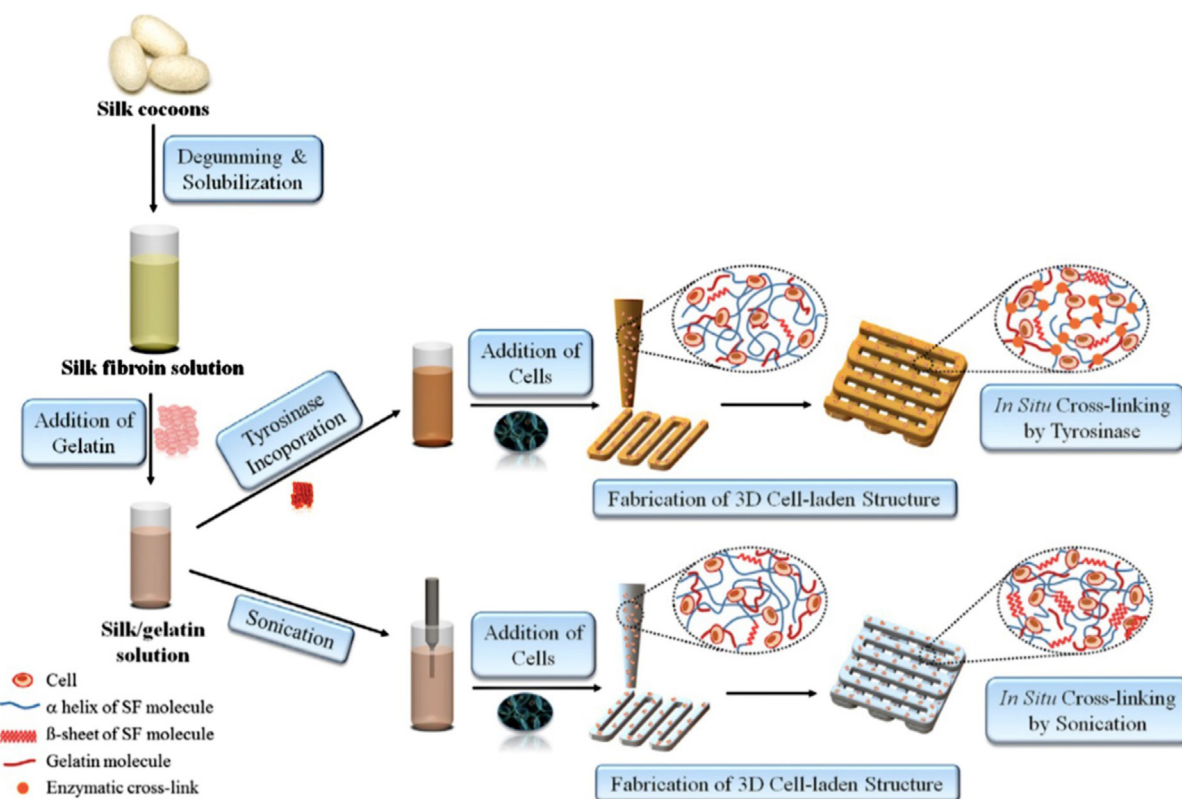 Silk cocoons
Degumming &
Solubilization
Silk fibroin solution
Addition of
Gelatin
Tyrosinase
Incoporation
Addition of
Cells
In Situ Cross-linking
by Tyrosinase
Fabrication of 3D Cell-laden Structure
Silk/gelatin
solution
Sonication
Addition of
Cells
In Situ Cross-linking
by Sonication
Fabrication of 3D Cell-laden Structure
Cell
α helix of SF molecule
ß-sheet of SF molecule
Gelatin molecule
Enzymatic cross-link